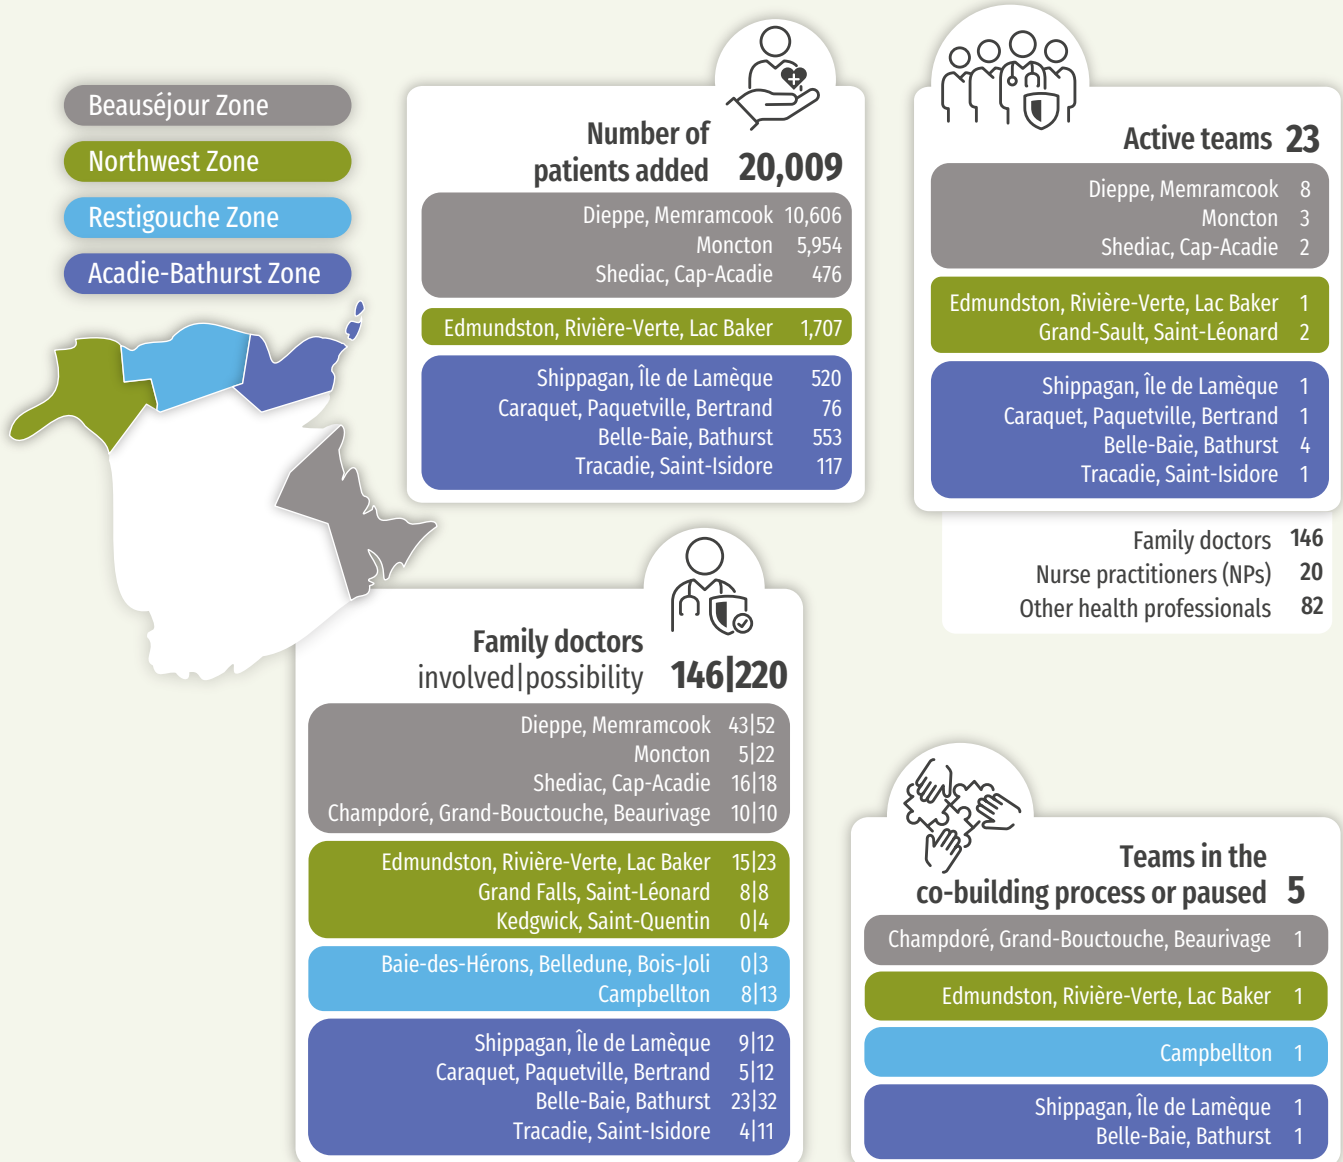 Beauséjour Zone
Northwest Zone
Restigouche Zone
Acadie-Bathurst Zone
Number of
patients added 20,009
Dieppe, Memramcook 10,606
Moncton 5,954
Shediac, Cap-Acadie 476
Edmundston, Rivière-Verte, Lac Baker 1,707
Shippagan, Île de Lamèque 520
Caraquet, Paquetville, Bertrand 76
Belle-Baie, Bathurst 553
Tracadie, Saint-Isidore 117
Active teams 23
Dieppe, Memramcook 8
Moncton 3
Shediac, Cap-Acadie 2
Edmundston, Rivière-Verte, Lac Baker 1
Grand-Sault, Saint-Léonard 2
Shippagan, Île de Lamèque 1
Caraquet, Paquetville, Bertrand 1
Belle-Baie, Bathurst 4
Tracadie, Saint-Isidore 1
Family doctors 146
Nurse practitioners (NPs) 20
Other health professionals 82
Family doctors
involved|possibility 146|220
Dieppe, Memramcook 43|52
Moncton 5|22
Shediac, Cap-Acadie 16|18
Champdoré, Grand-Bouctouche, Beaurivage 10|10
Edmundston, Rivière-Verte, Lac Baker 15|23
Grand Falls, Saint-Léonard 8|8
Kedgwick, Saint-Quentin 0|4
Baie-des-Hérons, Belledune, Bois-Joli 0|3
Campbellton 8|13
Shippagan, Île de Lamèque 9|12
Caraquet, Paquetville, Bertrand 5|12
Belle-Baie, Bathurst 23|32
Tracadie, Saint-Isidore 4|11
Teams in the
co-building process or paused 5
Champdoré, Grand-Bouctouche, Beaurivage 1
Edmundston, Rivière-Verte, Lac Baker 1
Campbellton 1
Shippagan, Île de Lamèque 1
Belle-Baie, Bathurst 1